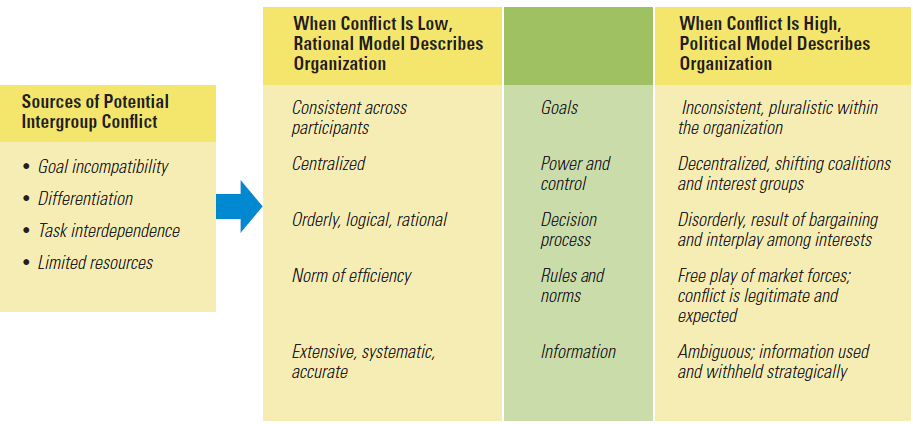 Sources of Potential
Intergroup Conflict
• Goal incompatibility
• Differentiation
• Task interdependence
• Limited resources
When Conflict Is Low,
Rational Model Describes
Organization
When Conflict Is High,
Political Model Describes
Organization
Consistent across
participants
Goals
Inconsistent, pluralistic within
the organization
Centralized
Power and
control
Decentralized, shifting coalitions
and interest groups
Orderly, logical, rational
Decision
process
Disorderly, result of bargaining
and interplay among interests
Norm of efficiency
Rules and
norms
Free play of market forces;
conflict is legitimate and
expected
Extensive, systematic,
accurate
Information
Ambiguous; information used
and withheld strategically